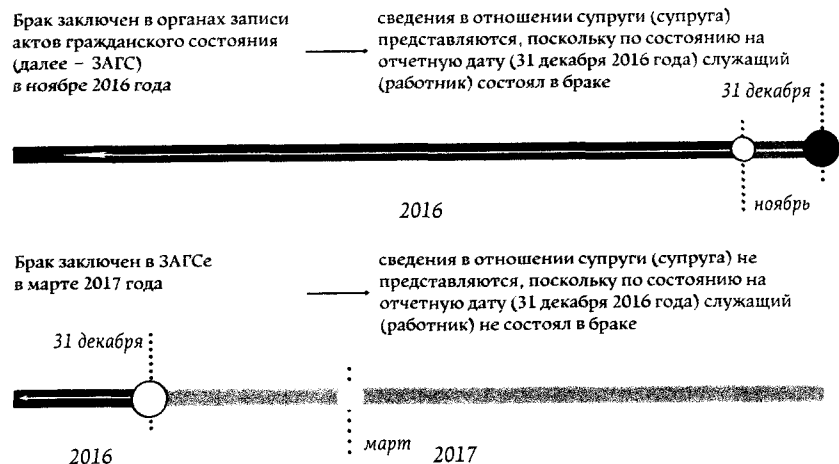 Брак заключен в органах записи
актов гражданского состояния
(далее – ЗАГС)
в ноябре 2016 года
сведения в отношении супруги (супруга)
представляются, поскольку по состоянию на
отчетную дату (31 декабря 2016 года) служащий
(работник) состоял в браке
31 декабря
2016
ноябрь
Брак заключен в ЗАГСе
в марте 2017 года
сведения в отношении супруги (супруга) не
представляются, поскольку по состоянию на
отчетную дату (31 декабря 2016 года) служащий
(работник) не состоял в браке
31 декабря
2016
март
2017